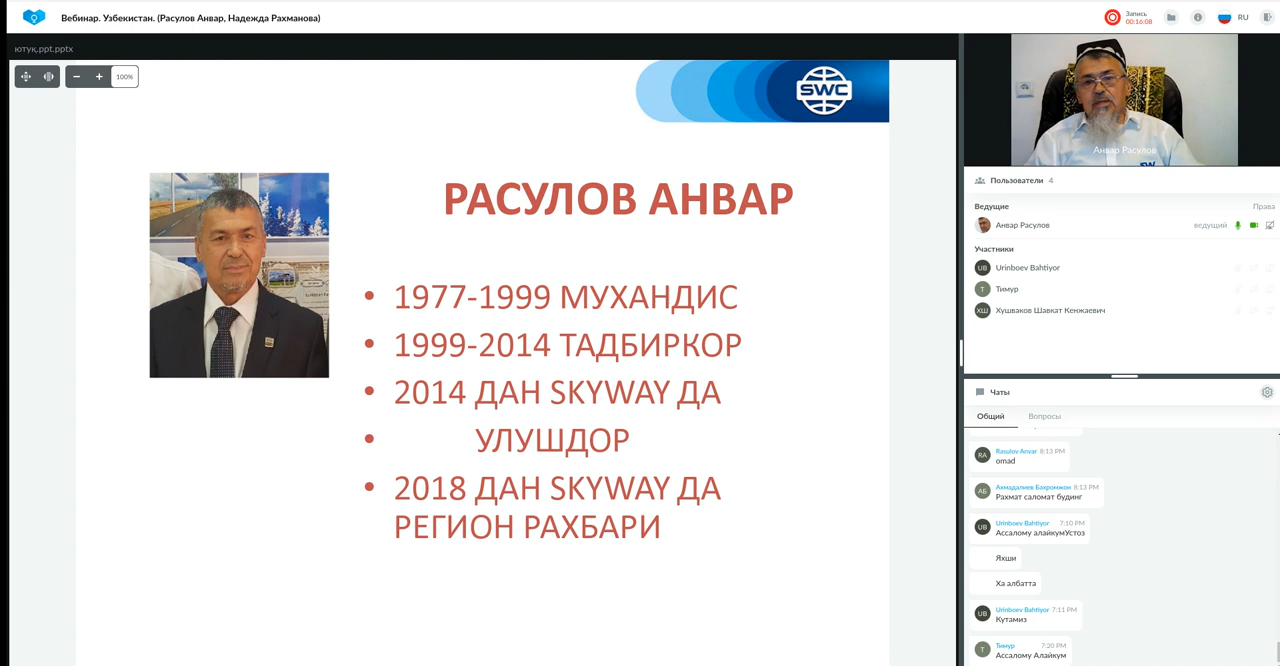 Вебинар. Узбекистан. (Расулов Анвар, Надежда Рахманова)
Запись
00:16:08
RU
ютуқ.ppt.pptx
100%
SWC
РАСУЛОВ АНВАР
• 1977-1999 МУХАНДИС
• 1999-2014 ТАДБИРКОР
• 2014 ДАН SKYWAY ДА
• УЛУШДОР
• 2018 ДАН SKYWAY ДА
РЕГИОН РАХБАРИ
Анвар Расулов
Пользователи 4
Ведущие Права
Анвар Расулов ведущий
Участники
UB Urinboev Bahtiyor
Т Тимур
ХШ Хушваков Шавкат Кенжаевич
Чаты
Общий Вопросы
RA Rasulov Anvar 8:13 PM
omad
АБ Ахмадалиев Бахромжон 8:13 PM
Рахмат саломат будинг
UB Urinboev Bahtiyor 7:10 PM
Ассалому алайкумУстоз
Яхши
Ха албатта
UB Urinboev Bahtiyor 7:11 PM
Кутамиз
Т Тимур 7:20 PM
Ассалому Алайкум